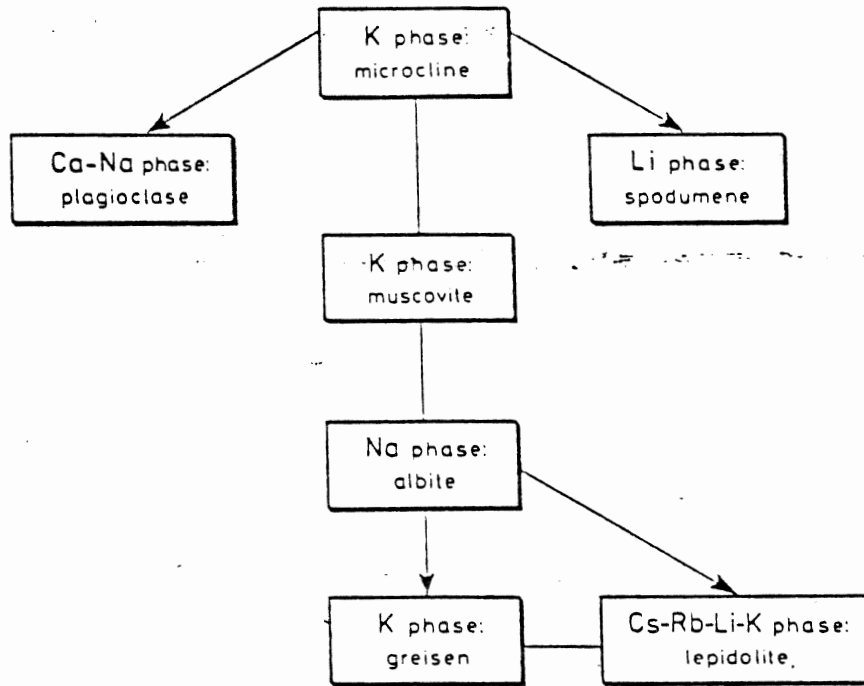 K phase:
microcline
Ca-Na phase:
plagioclase
Li phase:
spodumene
K phase:
muscovite
Na phase:
albite
K phase:
greisen
Cs-Rb-Li-K phase:
lepidolite,